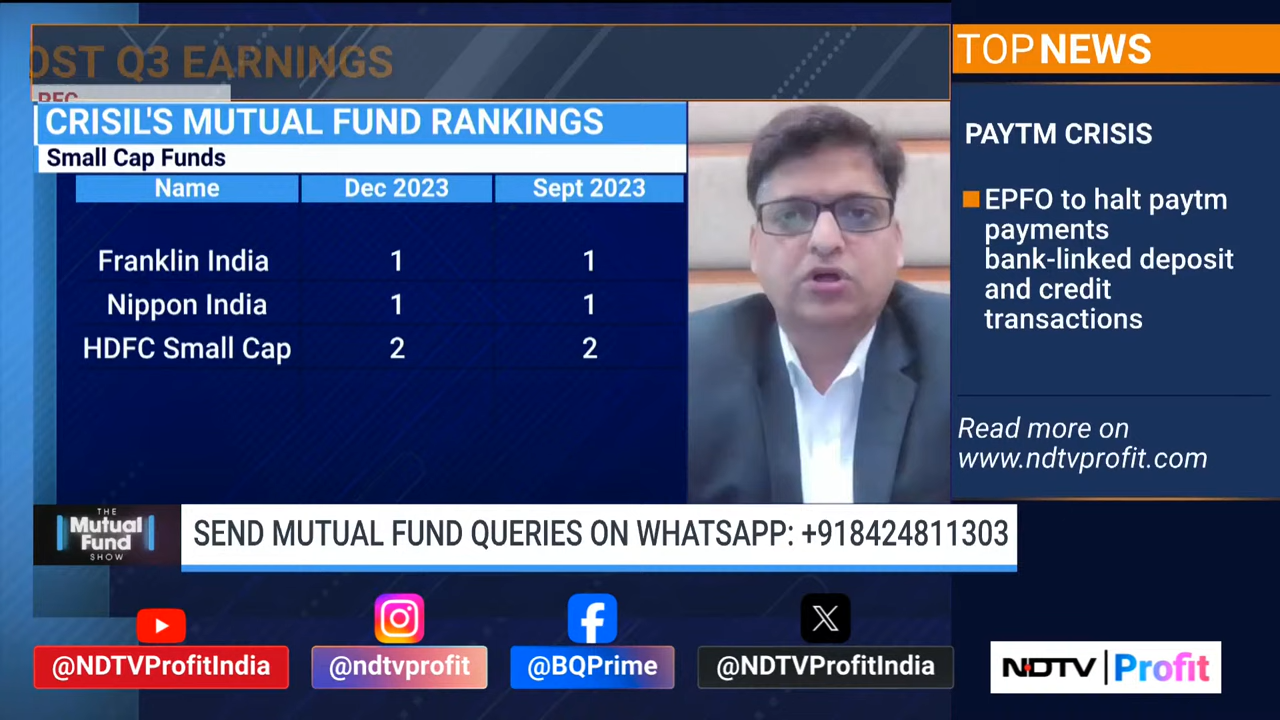 OST Q3 EARNINGS
TOP NEWS
CRISIL'S MUTUAL FUND RANKINGS
Small Cap Funds
Name Dec 2023 Sept 2023
Franklin India 1 1
Nippon India 1 1
HDFC Small Cap 2 2
PAYTM CRISIS
EPFO to halt paytm
payments
bank-linked deposit
and credit
transactions
Read more on
www.ndtvprofit.com
THE
Mutual
Fund
SHOW
SEND MUTUAL FUND QUERIES ON WHATSAPP: +918424811303
@NDTVProfitIndia
@ndtvprofit
@BQPrime
@NDTVProfitIndia
NDTV Profit